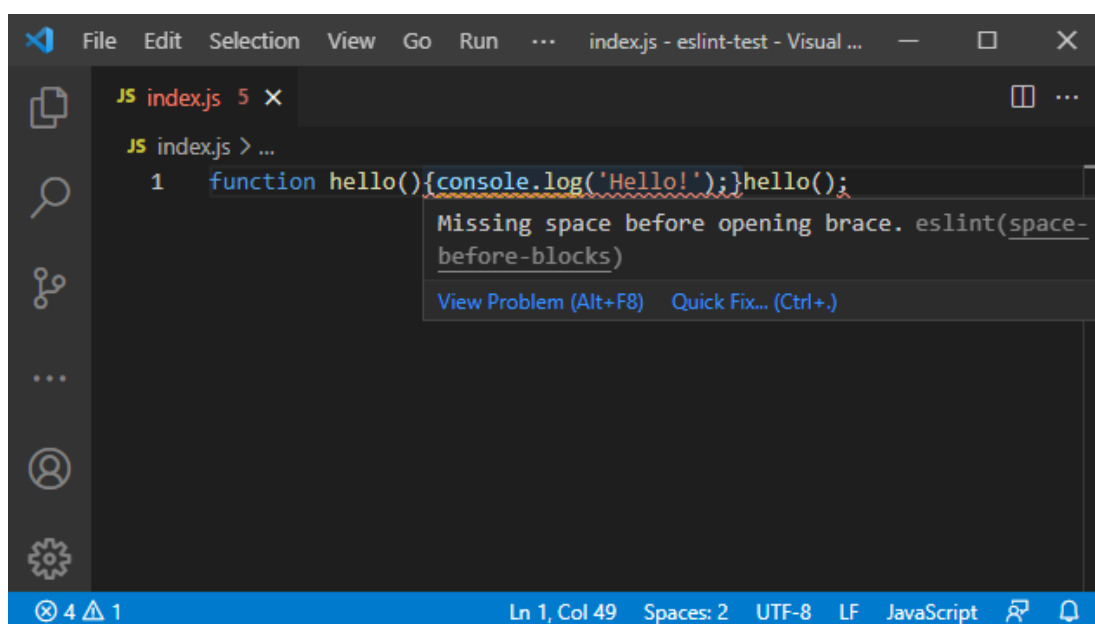 File Edit Selection View Go Run ··· index.js - eslint-test - Visual ...
JS index.js 5
JS index.js > ...
1 function hello(){console.log('Hello!');}hello();
Missing space before opening brace. eslint(space-
before-blocks)
View Problem (Alt+F8) Quick Fix... (Ctrl+.)
4 1 Ln 1, Col 49 Spaces: 2 UTF-8 LF JavaScript